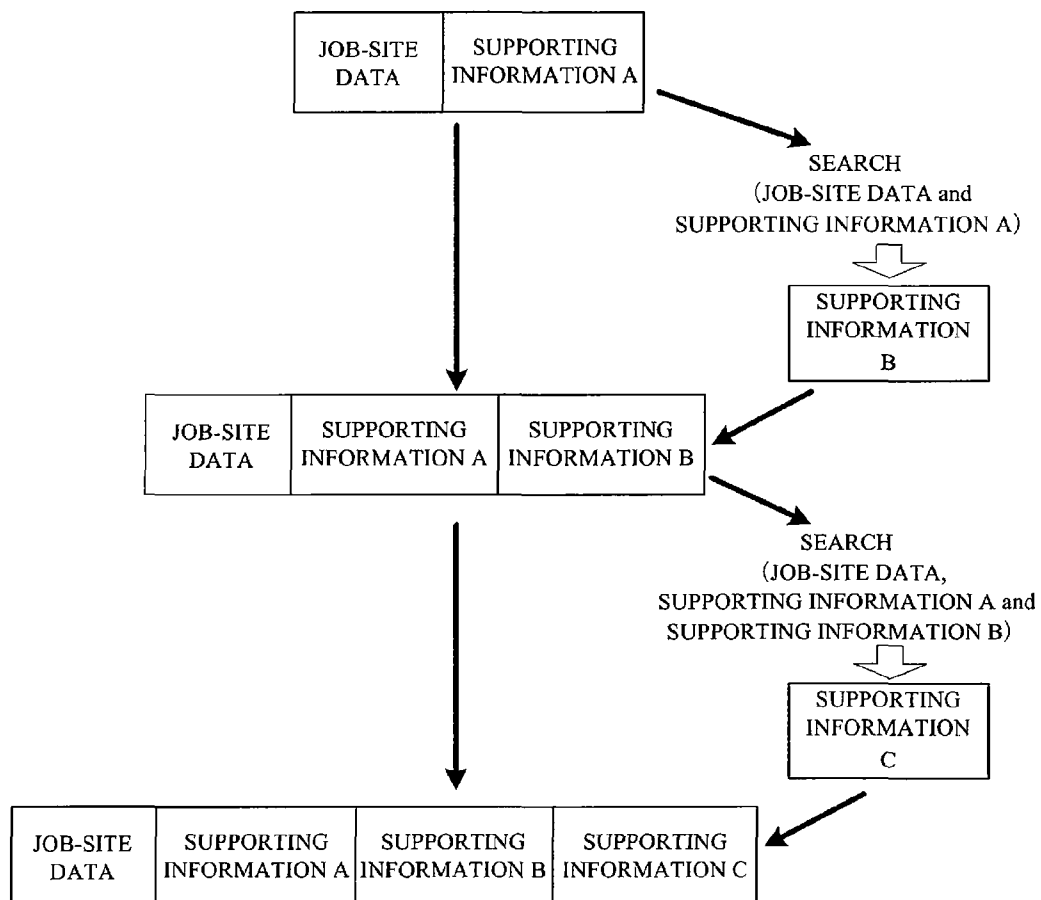 JOB-SITE
DATA
SUPPORTING
INFORMATION A
SEARCH
(JOB-SITE DATA and
SUPPORTING INFORMATION A)
SUPPORTING
INFORMATION
B
JOB-SITE
DATA
SUPPORTING
INFORMATION A
SUPPORTING
INFORMATION B
SEARCH
(JOB-SITE DATA,
SUPPORTING INFORMATION A and
SUPPORTING INFORMATION B)
SUPPORTING
INFORMATION
C
JOB-SITE
DATA
SUPPORTING
INFORMATION A
SUPPORTING
INFORMATION B
SUPPORTING
INFORMATION C